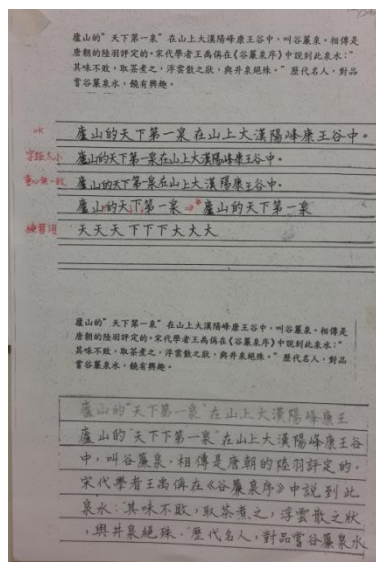 廬山的"天下第一泉"在山上大漢陽峰康王谷中,叫谷簾泉。相傳是
唐朝的陸羽評定的。宋代學者王禹偁在《谷簾泉序》中說到此泉水:"
其味不敗,取茶煮之,浮雲散之狀,與井泉絕殊。"歷代名人,對品
嘗谷簾泉水,饒有興趣。
ok 廬山的天下第一泉在山上大漢陽峰康王谷中。
字距太小 廬山的天下第一泉在山上大漢陽峰康王谷中。
重心無一致 廬山的天下第一泉在山上大漢陽峰康王谷中。
廬山的天下第一泉⇒廬山的天下第一泉
練習過 天天天下下下大大大
廬山的"天下第一泉"在山上大漢陽峰康王谷中,叫谷簾泉。相傳是
唐朝的陸羽評定的。宋代學者王禹偁在《谷簾泉序》中說到此泉水:"
其味不敗,取茶煮之,浮雲散之狀,與井泉絕殊。"歷代名人,對品
嘗谷簾泉水,饒有興趣。
廬山的"天下第一泉"在山上大漢陽峰康王
廬山的"天下下第一泉"在山上大漢陽峰康王谷
中,叫谷簾泉。相傳是唐朝的陸羽評定的。
宋代學者王禹偁在《谷簾泉序》中說到此
泉水:"其味不敗,取茶煮之,浮雲散之狀
,與井泉絕殊。"歷代名人,對品嘗谷簾泉水